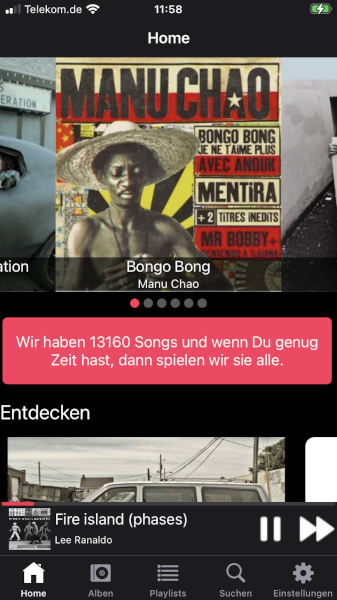 Telekom.de 11:58
Home
ERATION
MANU CHAO
BONGO BONG
JE NE T'AIME PLUS
AVEC ANOUK
MENTIRA
+2 TITRES INEDITS
MR BOBBY+
BIENVENIDO A TIJUANA
ation
Bongo Bong
Manu Chao
Wir haben 13160 Songs und wenn Du genug
Zeit hast, dann spielen wir sie alle.
Entdecken
Fire island (phases)
Lee Ranaldo
Home Alben Playlists Suchen Einstellungen